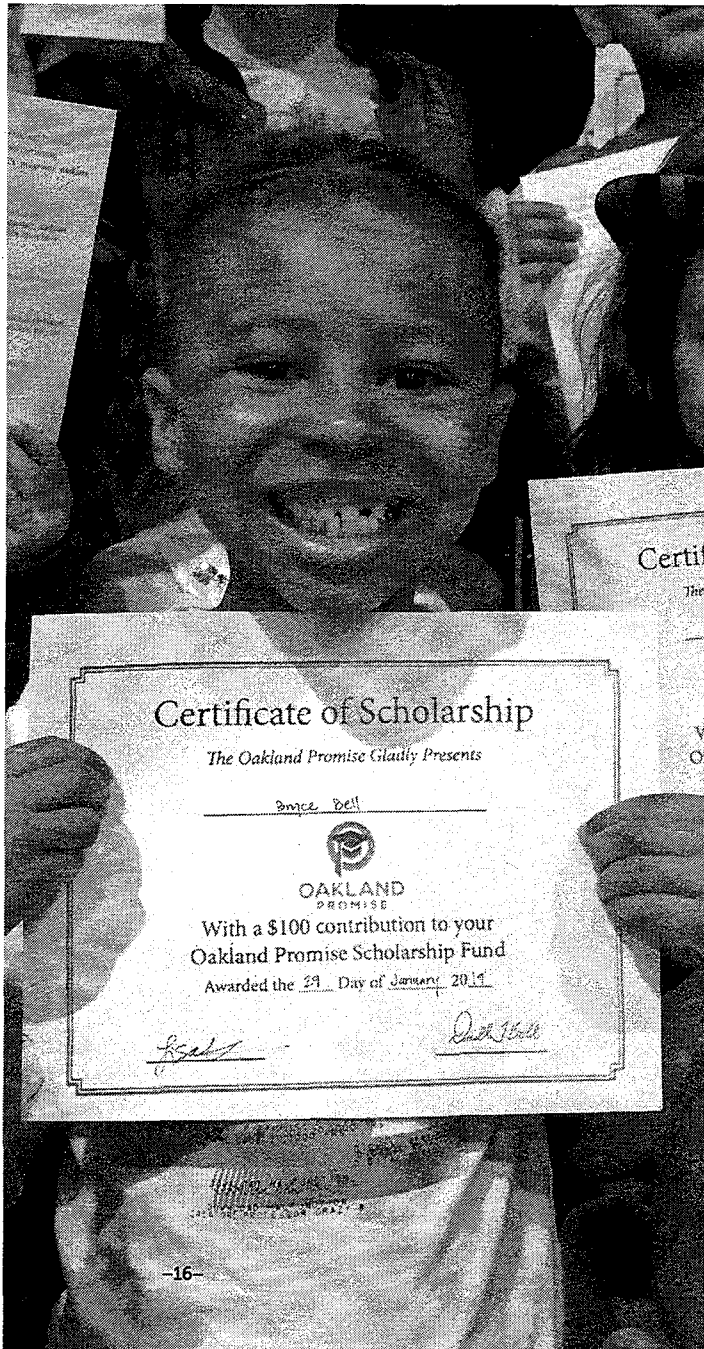 Certificate of Scholarship
The Oakland Promise Gladly Presents
Bryce Bell
OAKLAND
PROMISE
With a $100 contribution to your
Oakland Promise Scholarship Fund
Awarded the 29 Day of January 2019
Certif
The
–16–